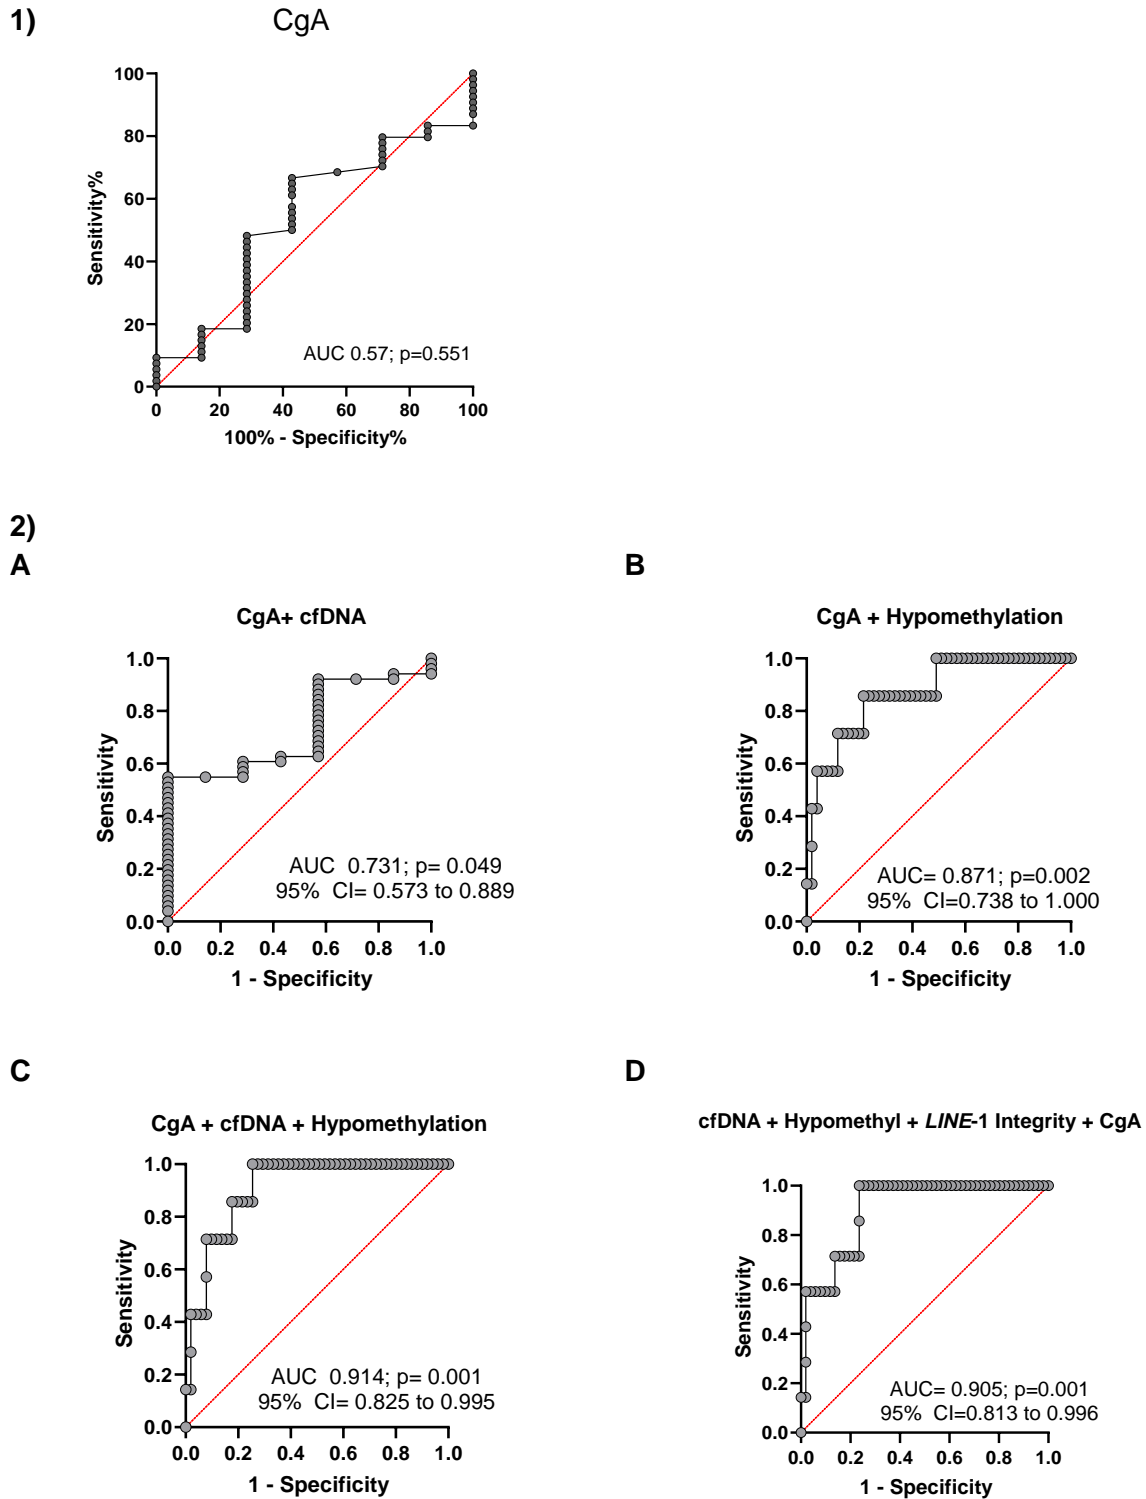 1)
CgA
100
80
60
40
20
0
Sensitivity%
AUC 0.57; p=0.551
0 20 40 60 80 100
100% - Specificity%
2)
A
CgA+ cfDNA
1.0
0.8
0.6
0.4
0.2
0.0
Sensitivity
AUC 0.731; p= 0.049
95% CI= 0.573 to 0.889
0.0 0.2 0.4 0.6 0.8 1.0
1 - Specificity
B
CgA + Hypomethylation
1.0
0.8
0.6
0.4
0.2
0.0
Sensitivity
AUC= 0.871; p=0.002
95% CI=0.738 to 1.000
0.0 0.2 0.4 0.6 0.8 1.0
1 - Specificity
C
CgA + cfDNA + Hypomethylation
1.0
0.8
0.6
0.4
0.2
0.0
Sensitivity
AUC 0.914; p= 0.001
95% CI= 0.825 to 0.995
0.0 0.2 0.4 0.6 0.8 1.0
1 - Specificity
D
cfDNA + Hypomethyl + LINE-1 Integrity + CgA
1.0
0.8
0.6
0.4
0.2
0.0
Sensitivity
AUC= 0.905; p=0.001
95% CI=0.813 to 0.996
0.0 0.2 0.4 0.6 0.8 1.0
1 - Specificity